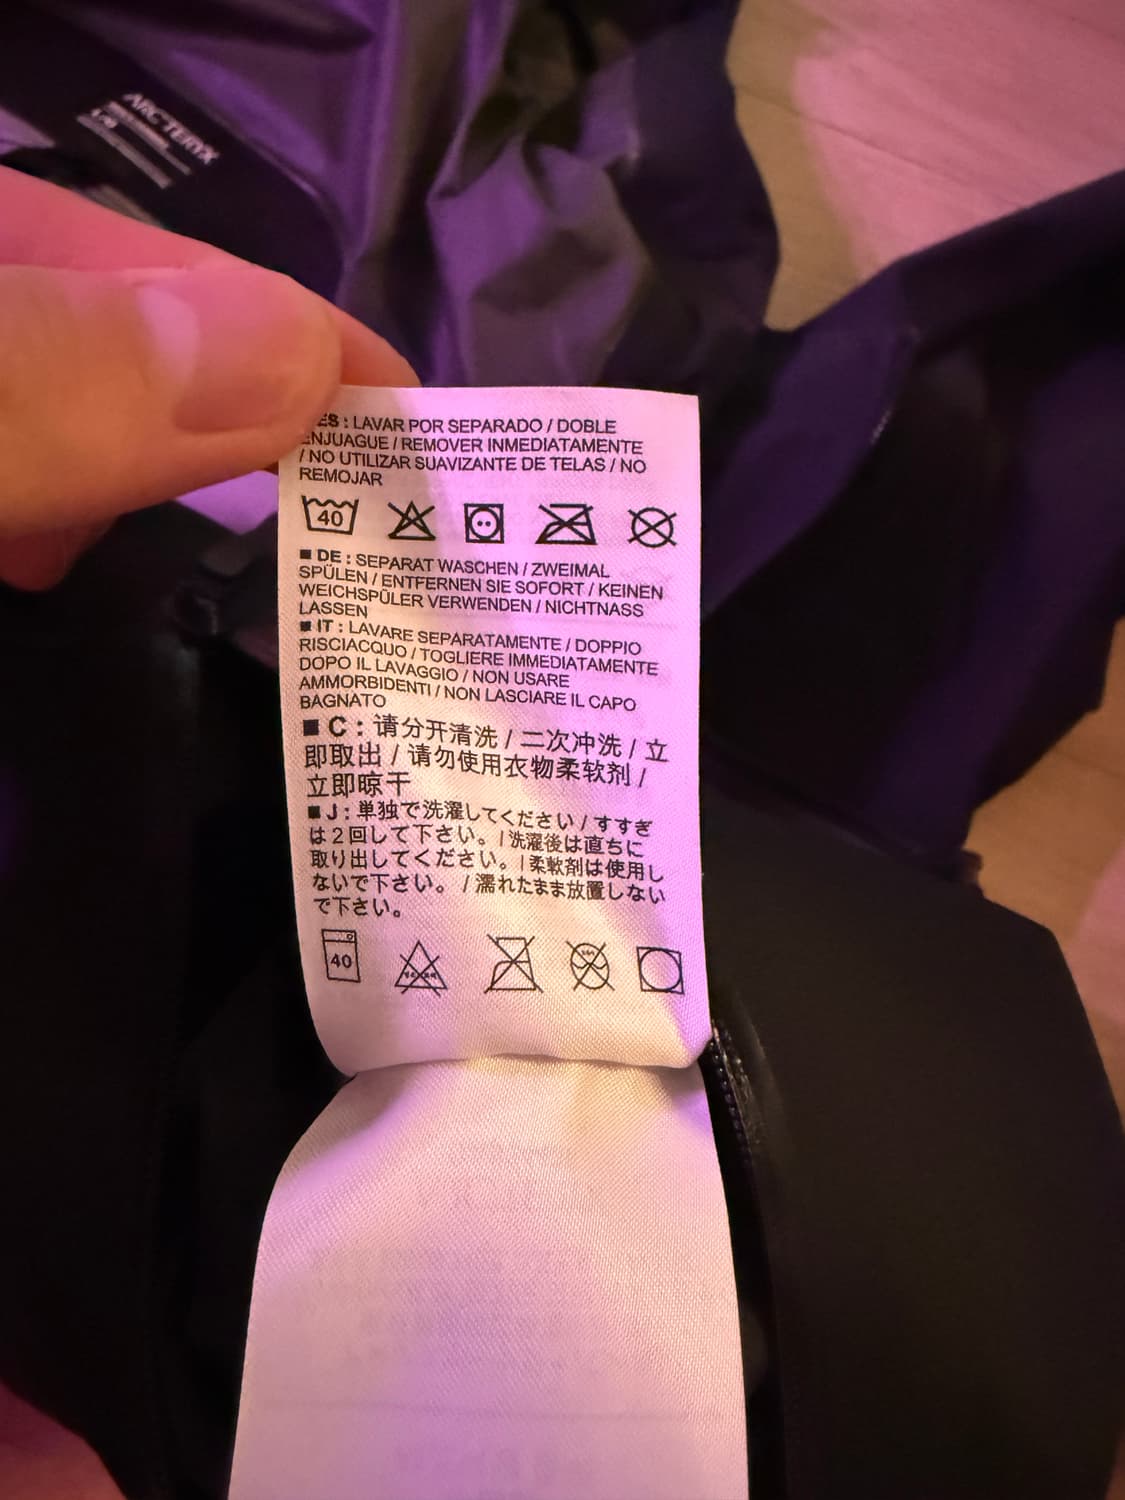 ARC'TERYX
ES : LAVAR POR SEPARADO / DOBLE
ENJUAGUE / REMOVER INMEDIATAMENTE
/ NO UTILIZAR SUAVIZANTE DE TELAS / NO
REMOJAR
40
■ DE : SEPARAT WASCHEN / ZWEIMAL
SPÜLEN / ENTFERNEN SIE SOFORT / KEINEN
WEICHSPÜLER VERWENDEN / NICHTNASS
LASSEN
■ IT : LAVARE SEPARATAMENTE / DOPPIO
RISCIACQUO / TOGLIERE IMMEDIATAMENTE
DOPO IL LAVAGGIO / NON USARE
AMMORBIDENTI / NON LASCIARE IL CAPO
BAGNATO
■ C : 请分开清洗 / 二次冲洗 / 立
即取出 / 请勿使用衣物柔软剂 /
立即晾干
■ J : 単独で洗濯してください / すすぎ
は2回して下さい。/ 洗濯後は直ちに
取り出してください。/ 柔軟剤は使用し
ないで下さい。 / 濡れたまま放置しない
で下さい。
40